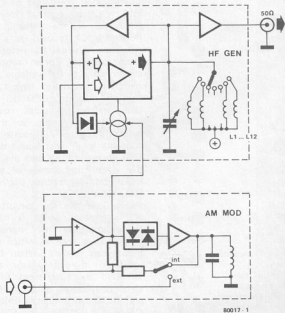 50Ω
HF GEN
+
+
−
L1 ... L12
+
AM MOD
+
−
−
int
ext
80017 - 1